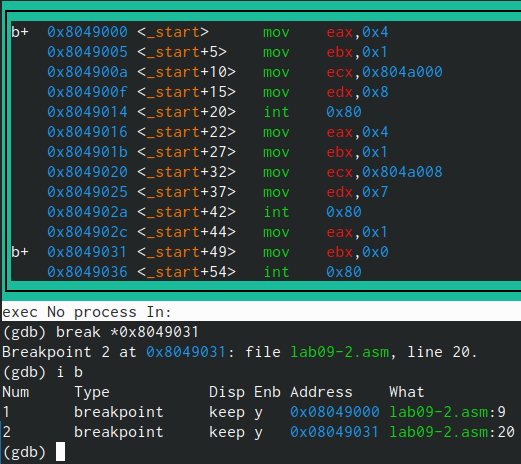 b+ 0x8049000 <_start> mov eax,0x4
0x8049005 <_start+5> mov ebx,0x1
0x804900a <_start+10> mov ecx,0x804a000
0x804900f <_start+15> mov edx,0x8
0x8049014 <_start+20> int 0x80
0x8049016 <_start+22> mov eax,0x4
0x804901b <_start+27> mov ebx,0x1
0x8049020 <_start+32> mov ecx,0x804a008
0x8049025 <_start+37> mov edx,0x7
0x804902a <_start+42> int 0x80
0x804902c <_start+44> mov eax,0x1
b+ 0x8049031 <_start+49> mov ebx,0x0
0x8049036 <_start+54> int 0x80
exec No process In:
(gdb) break *0x8049031
Breakpoint 2 at 0x8049031: file lab09-2.asm, line 20.
(gdb) i b
Num Type Disp Enb Address What
1 breakpoint keep y 0x08049000 lab09-2.asm:9
2 breakpoint keep y 0x08049031 lab09-2.asm:20
(gdb)